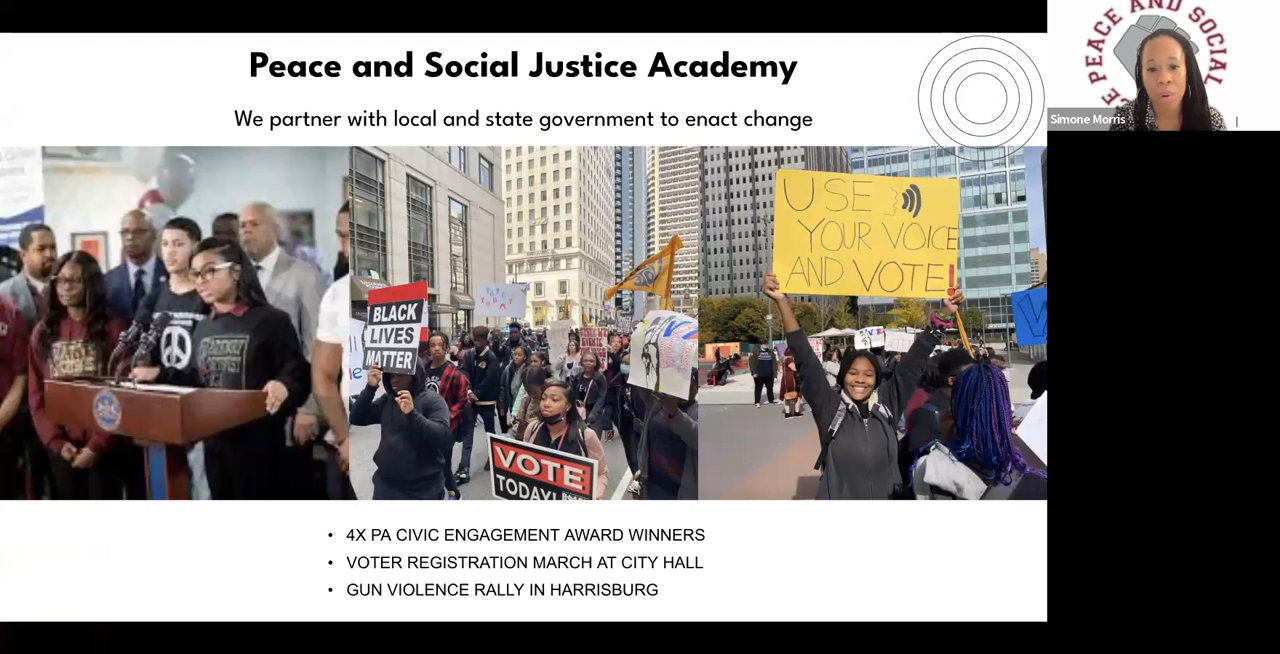 Peace and Social Justice Academy
We partner with local and state government to enact change
PEACE AND SOCIAL
Simone Morris
BLACK
LIVES
MATTER
VOTE
TODAY!
USE
YOUR VOICE
AND VOTE!
• 4X PA CIVIC ENGAGEMENT AWARD WINNERS
• VOTER REGISTRATION MARCH AT CITY HALL
• GUN VIOLENCE RALLY IN HARRISBURG